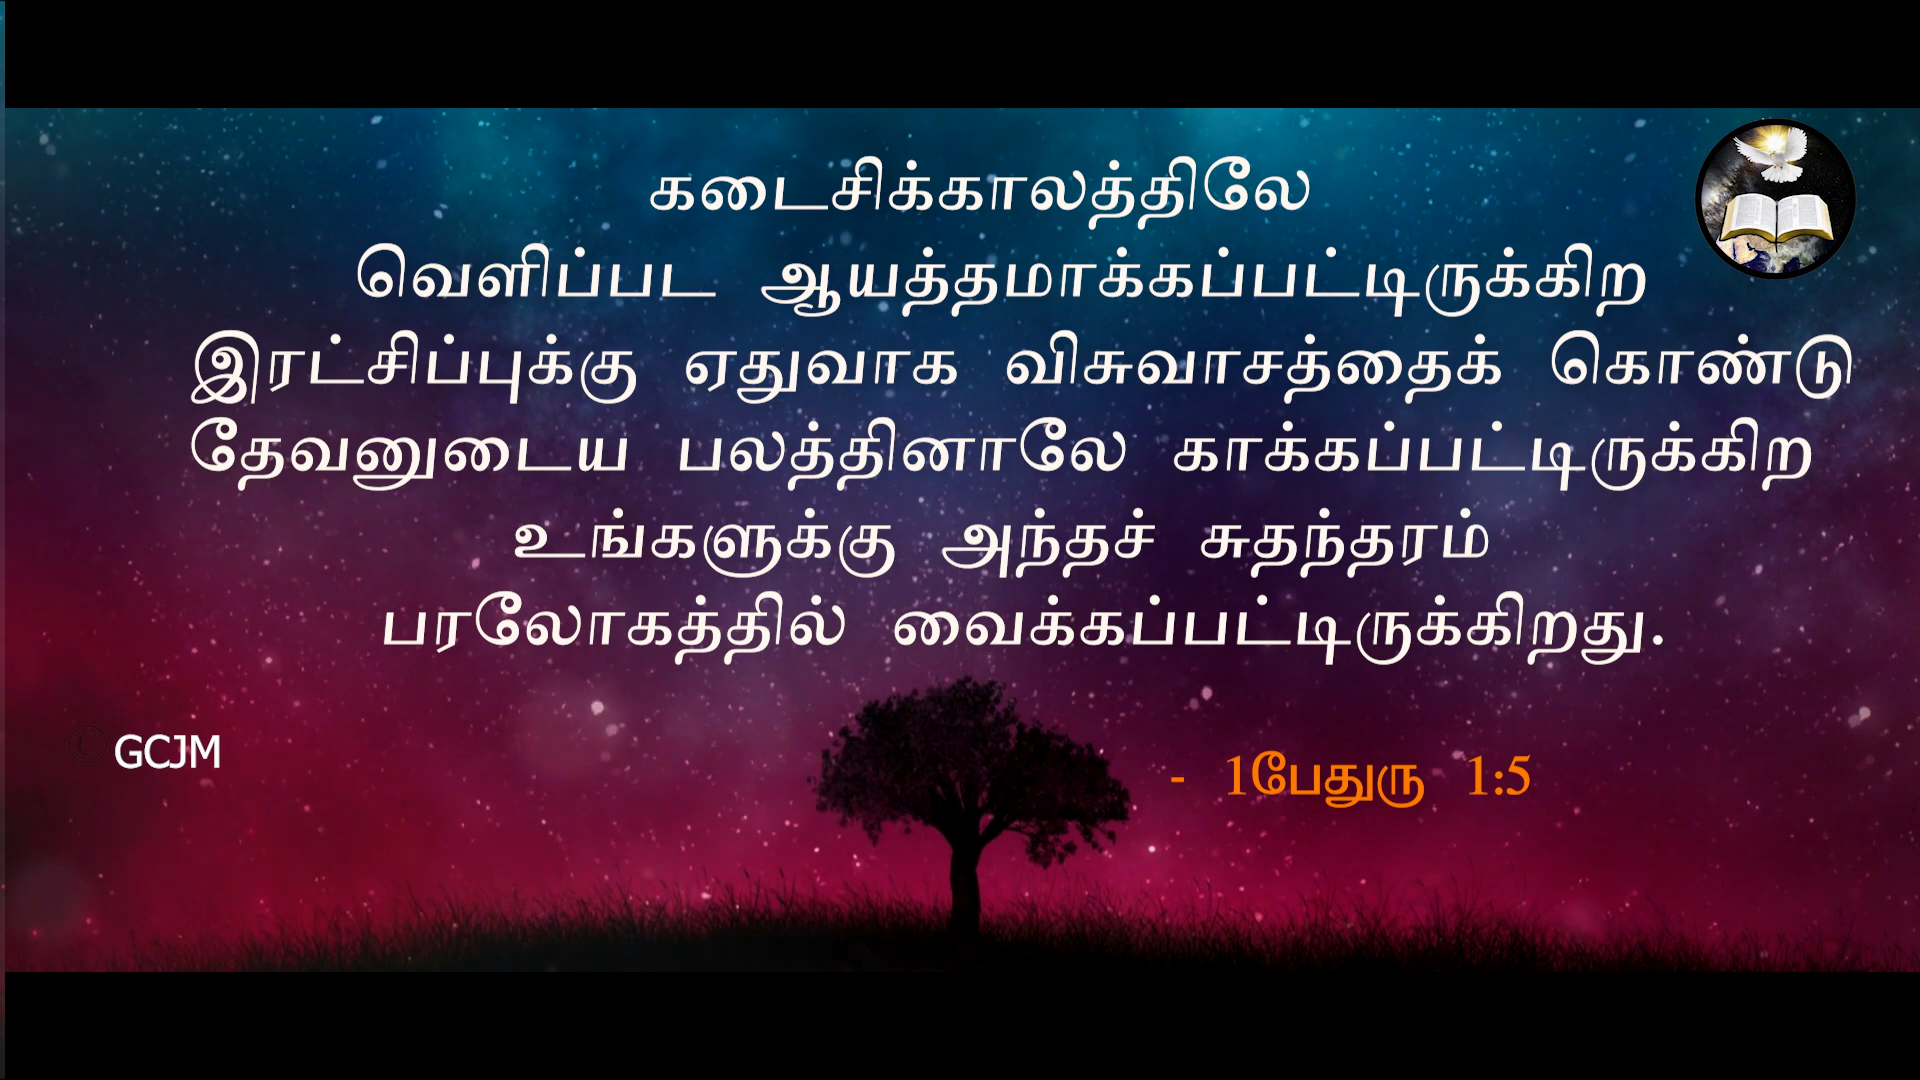 கடைசிக்காலத்திலே
வெளிப்பட ஆயத்தமாக்கப்பட்டிருக்கிற
இரட்சிப்புக்கு ஏதுவாக விசுவாசத்தைக் கொண்டு
தேவனுடைய பலத்தினாலே காக்கப்பட்டிருக்கிற
உங்களுக்கு அந்தச் சுதந்தரம்
பரலோகத்தில் வைக்கப்பட்டிருக்கிறது.
© GCJM
- 1பேதுரு 1:5